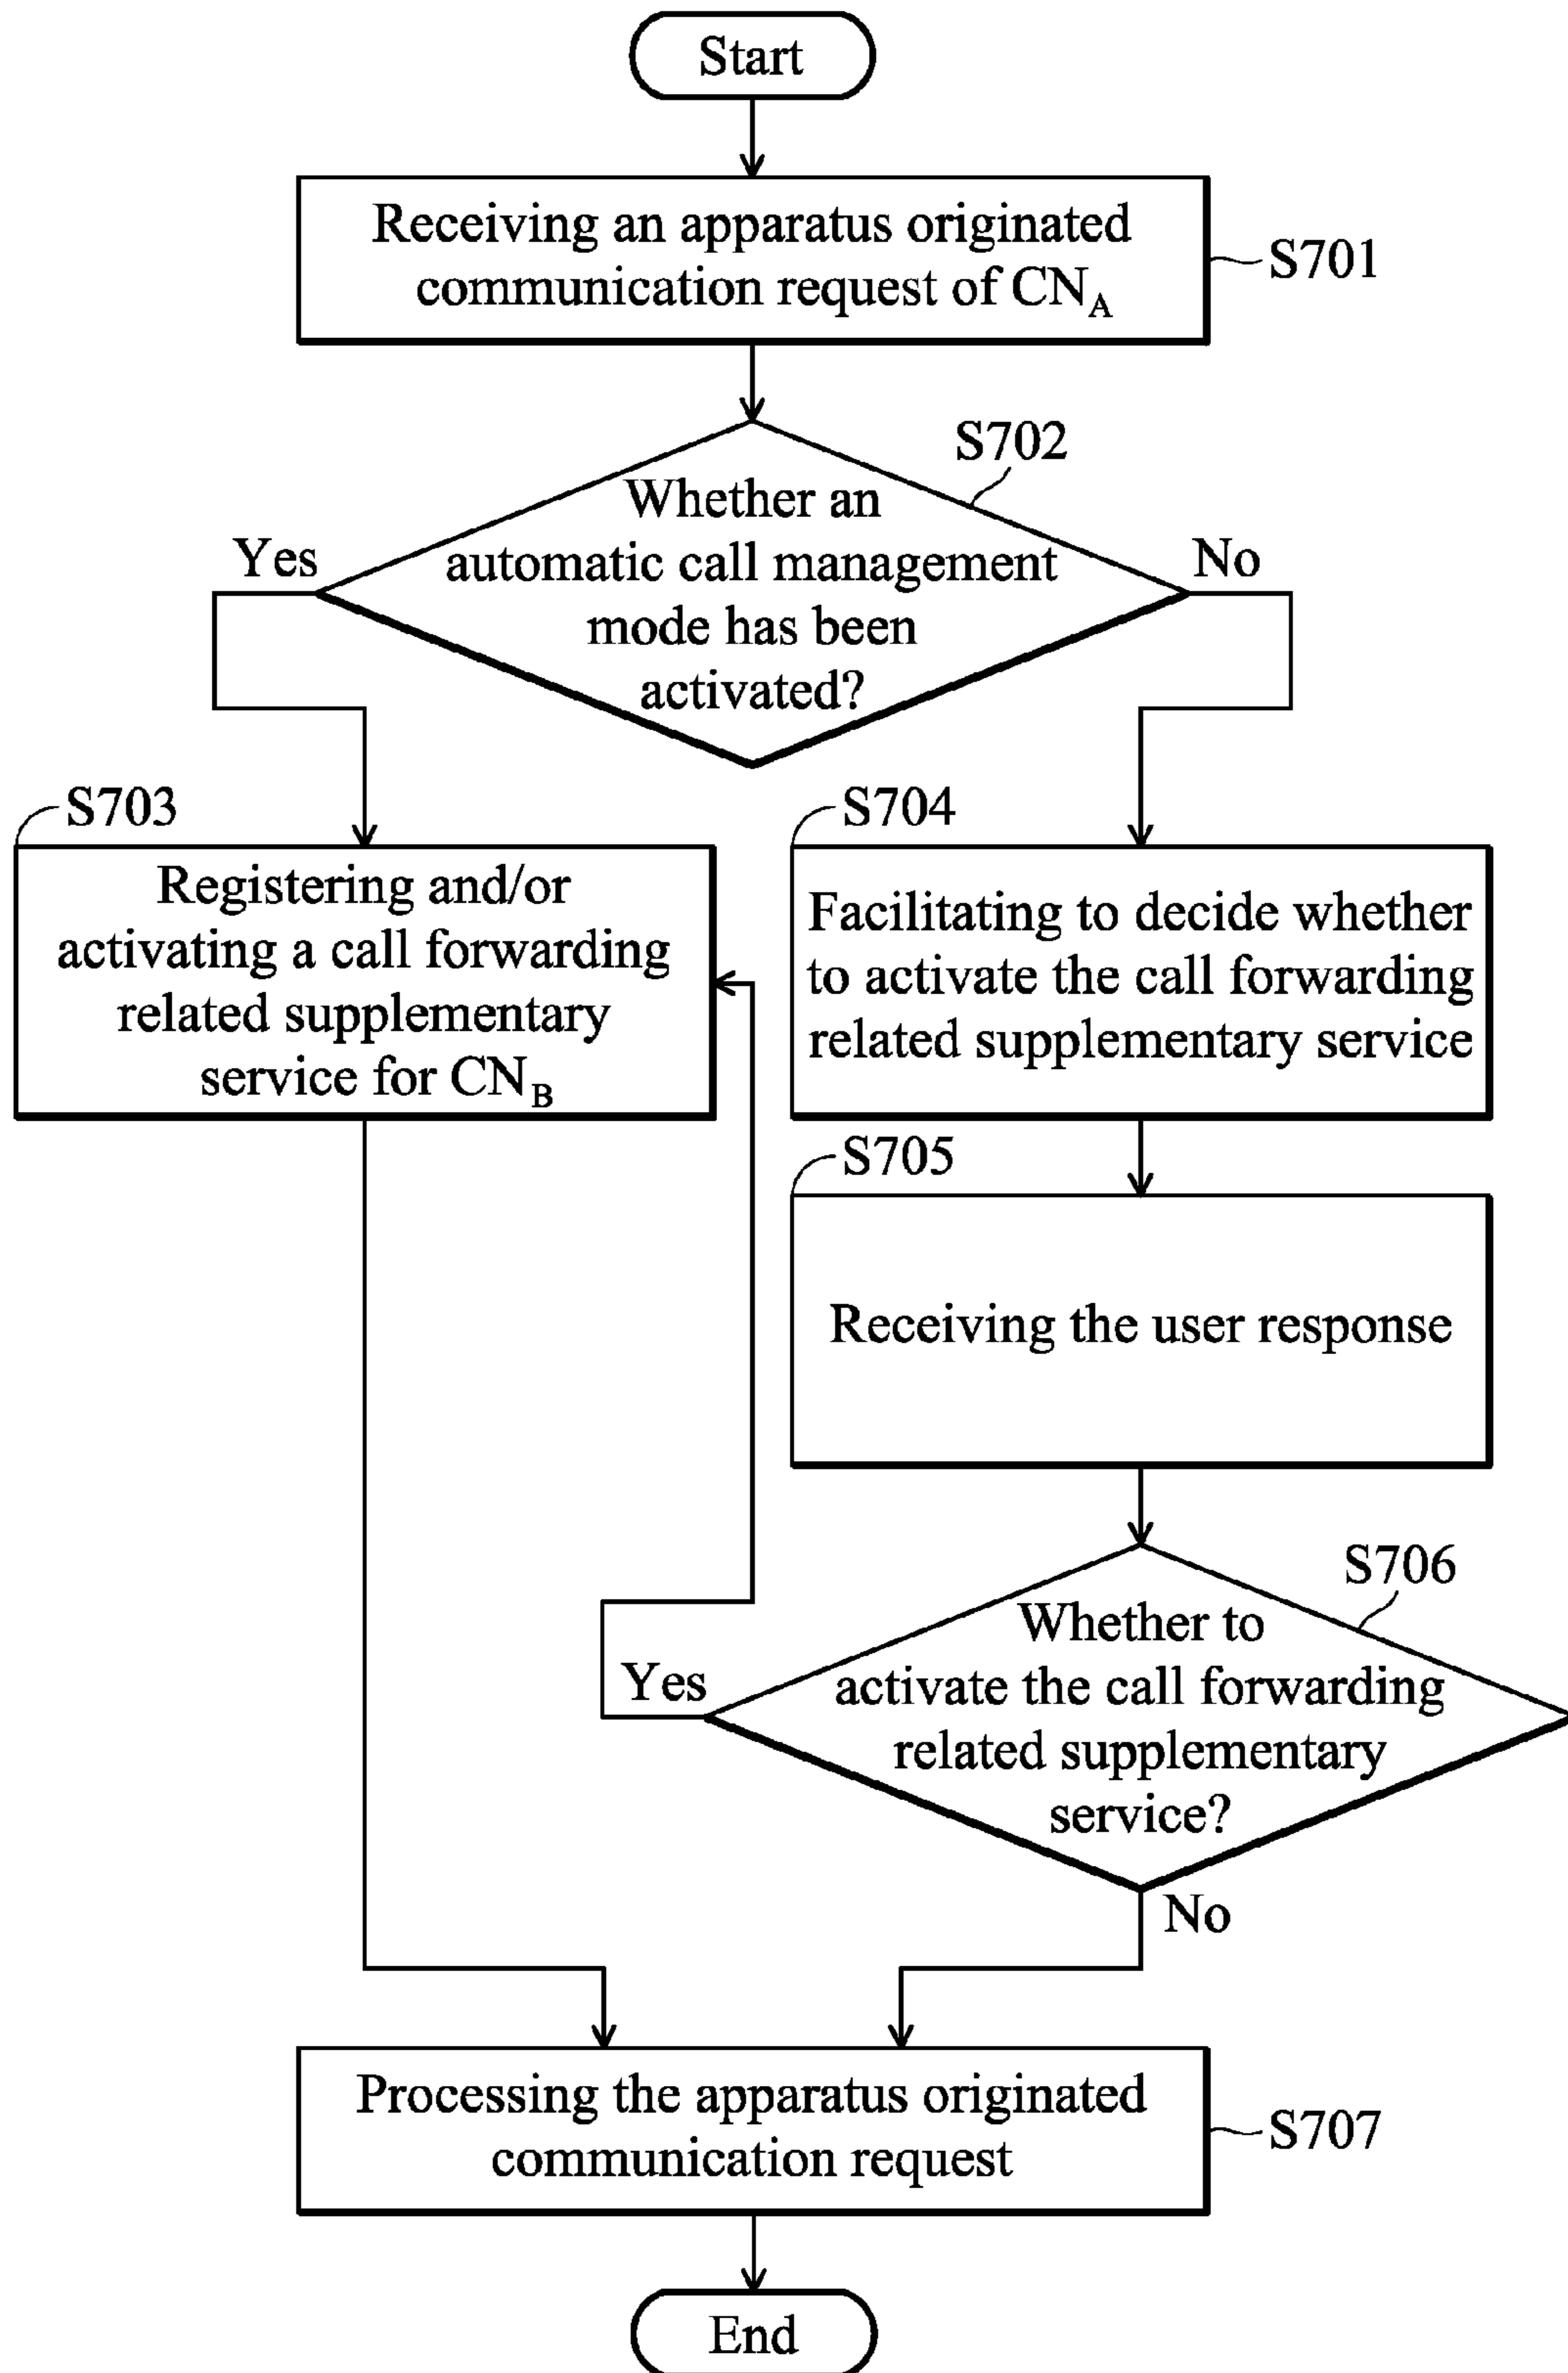 Start
Receiving an apparatus originated
communication request of CN_A
S701
S702
Whether an
automatic call management
mode has been
activated?
Yes
No
S703
Registering and/or
activating a call forwarding
related supplementary
service for CN_B
S704
Facilitating to decide whether
to activate the call forwarding
related supplementary service
S705
Receiving the user response
S706
Whether to
activate the call forwarding
related supplementary
service?
Yes
No
Processing the apparatus originated
communication request
S707
End